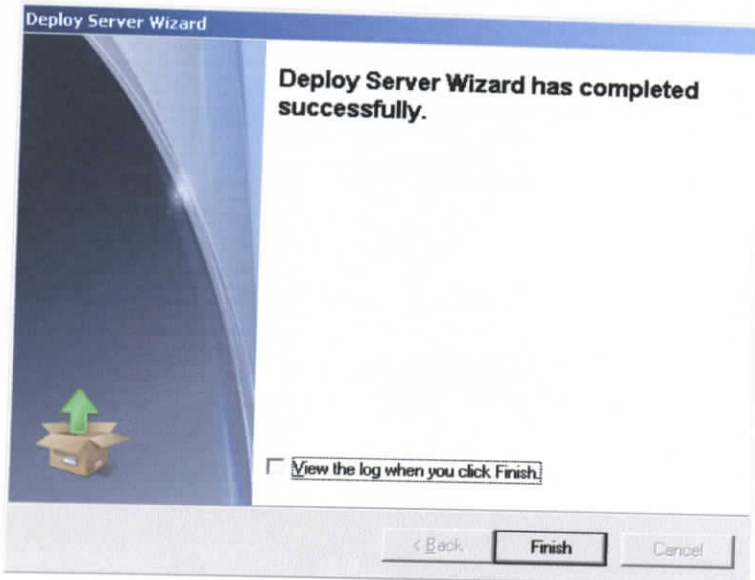 Deploy Server Wizard
Deploy Server Wizard has completed
successfully.
View the log when you click Finish.
< Back
Finish
Cancel